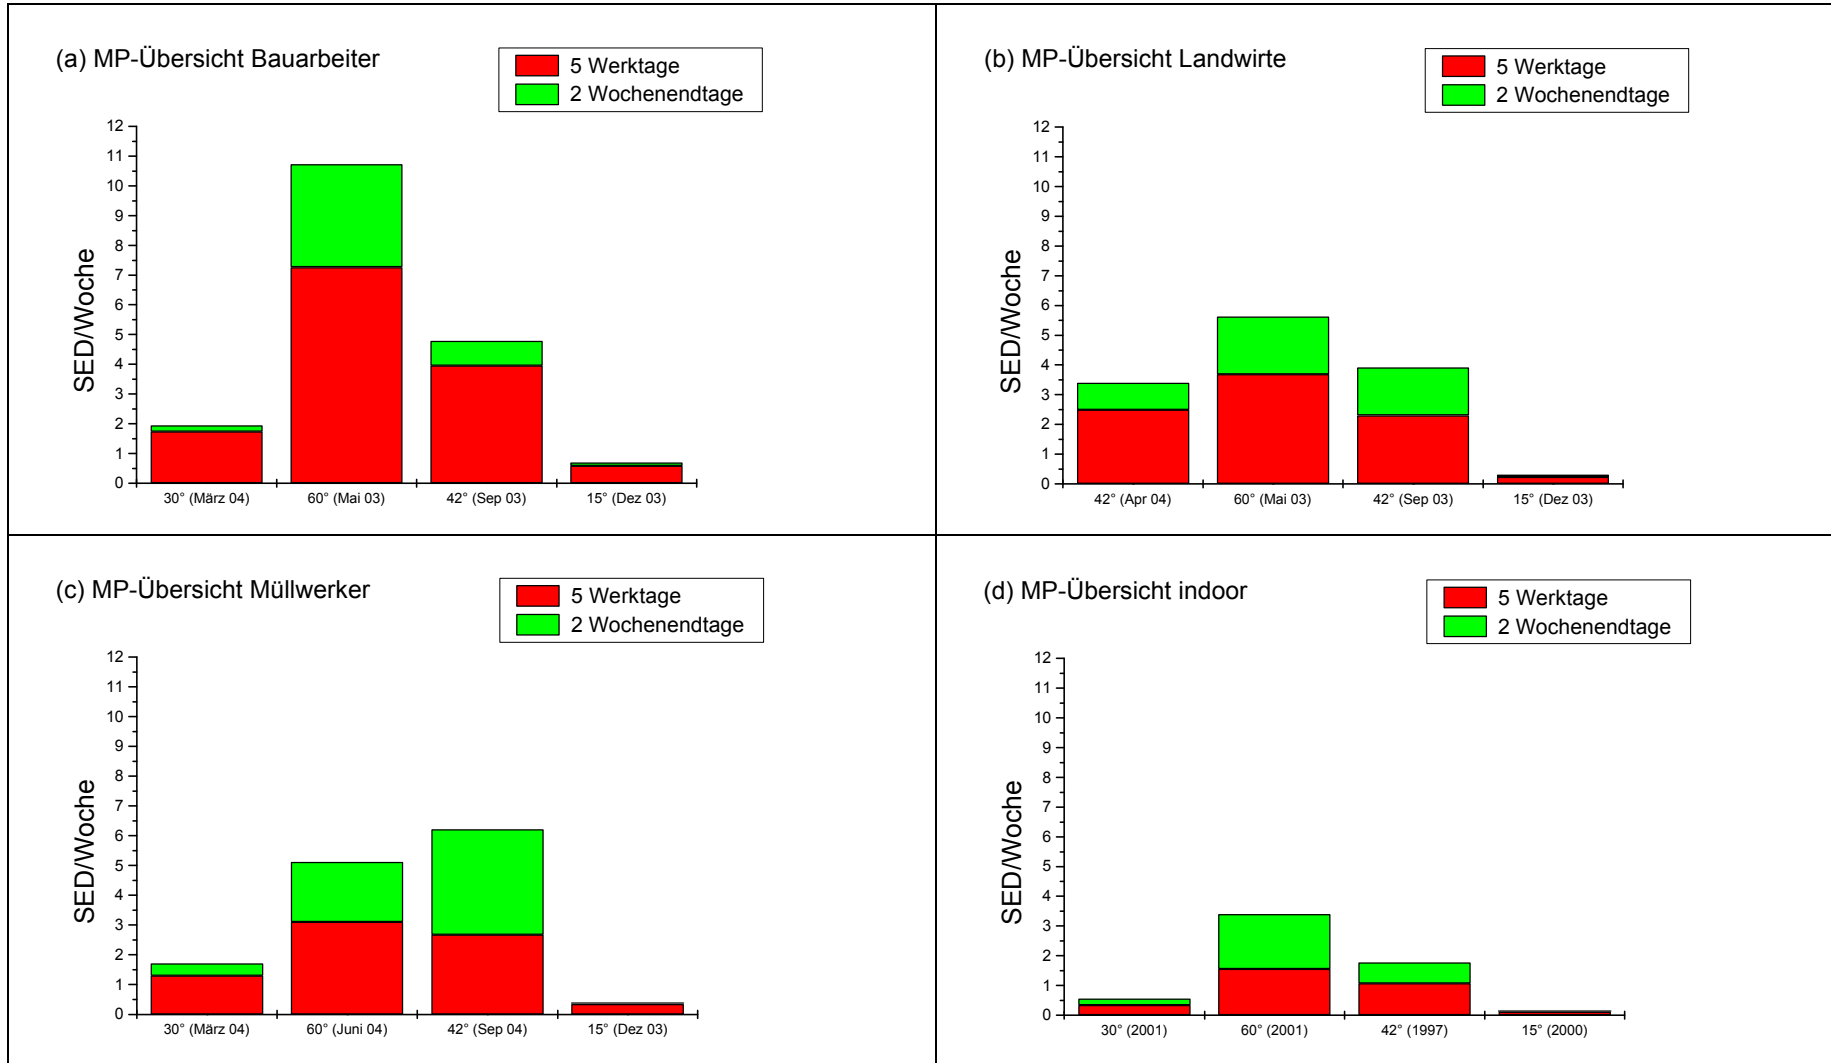 (a) MP-Übersicht Bauarbeiter
5 Werktage
2 Wochenendtage
12
11
10
9
8
7
6
5
4
3
2
1
0
SED/Woche
30° (März 04) 60° (Mai 03) 42° (Sep 03) 15° (Dez 03)
(b) MP-Übersicht Landwirte
5 Werktage
2 Wochenendtage
12
11
10
9
8
7
6
5
4
3
2
1
0
SED/Woche
42° (Apr 04) 60° (Mai 03) 42° (Sep 03) 15° (Dez 03)
(c) MP-Übersicht Müllwerker
5 Werktage
2 Wochenendtage
12
11
10
9
8
7
6
5
4
3
2
1
0
SED/Woche
30° (März 04) 60° (Juni 04) 42° (Sep 04) 15° (Dez 03)
(d) MP-Übersicht indoor
5 Werktage
2 Wochenendtage
12
11
10
9
8
7
6
5
4
3
2
1
0
SED/Woche
30° (2001) 60° (2001) 42° (1997) 15° (2000)